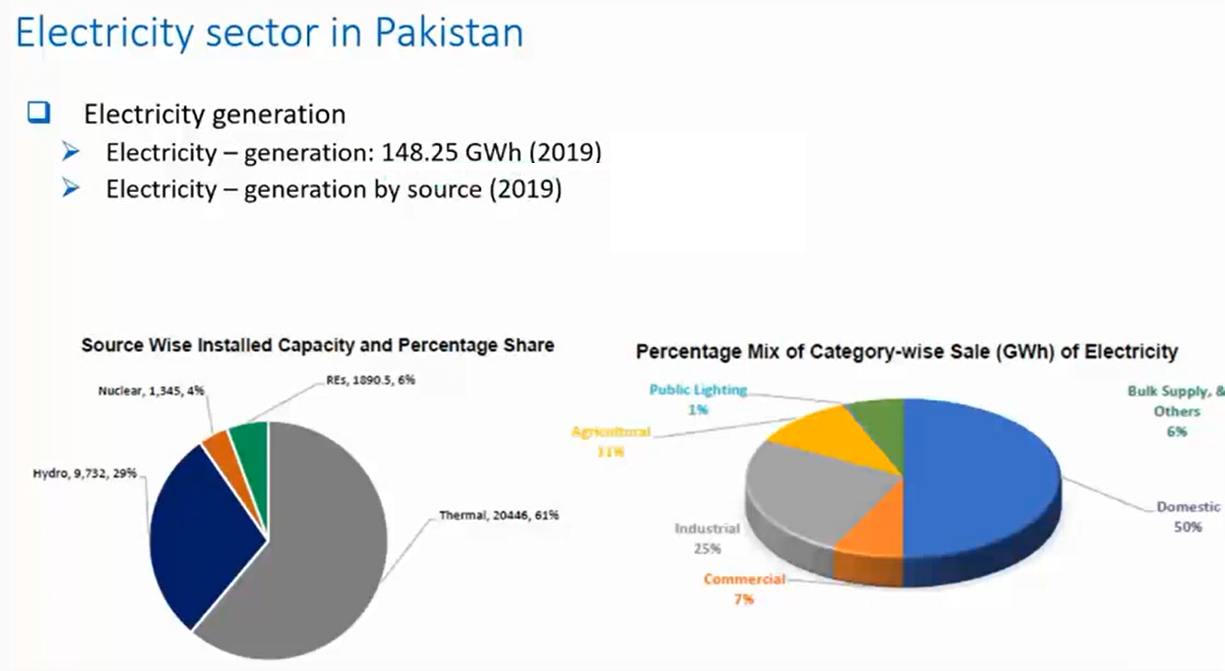 Electricity sector in Pakistan
Electricity generation
Electricity – generation: 148.25 GWh (2019)
Electricity – generation by source (2019)
Source Wise Installed Capacity and Percentage Share
Nuclear, 1,345, 4%
REs, 1890.5, 6%
Hydro, 9,732, 29%
Thermal, 20446, 61%
Percentage Mix of Category-wise Sale (GWh) of Electricity
Public Lighting
1%
Bulk Supply, &
Others
6%
Agricultural
11%
Domestic
50%
Industrial
25%
Commercial
7%